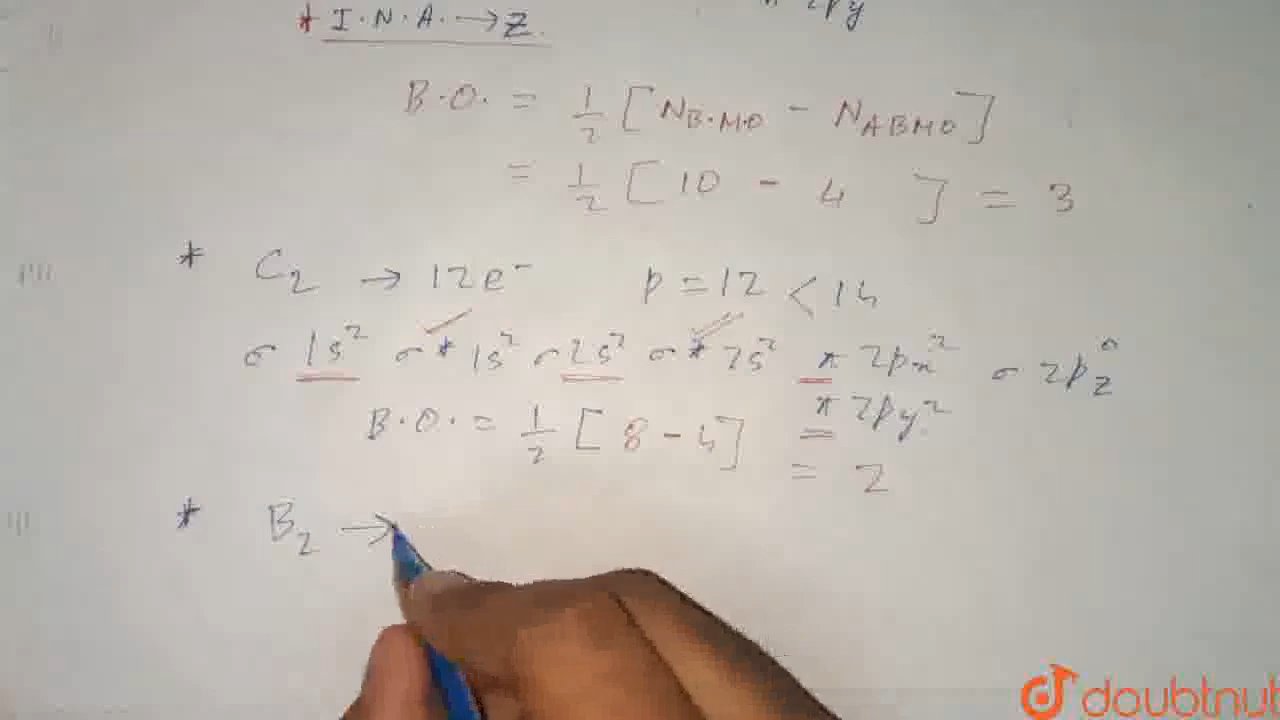 π 2py
* I.N.A. → Z
B.O. = 1/2 [N_B.M.O - N_ABMO]
= 1/2 [10 - 4] = 3
* C₂ → 12e⁻ P = 12 < 14
σ 1s² σ* 1s² σ 2s² σ* 2s² π 2px² σ 2pz⁰
π 2py²
B.O. = 1/2 [8 - 4]
= 2
* B₂ →
doubtnut